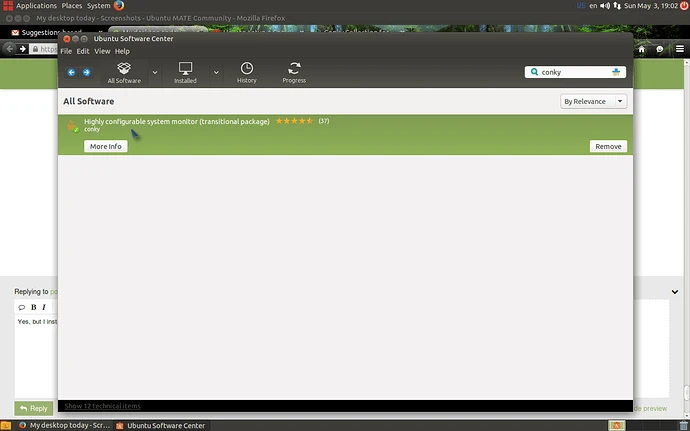 Applications Places System
en Sun May 3, 19:02
My desktop today - Screenshots - Ubuntu MATE Community - Mozilla Firefox
Suggestions based
Ubuntu Software Center
https
File Edit View Help
All Software Installed History Progress
conky
All Software
By Relevance
Highly configurable system monitor (transitional package) (37)
conky
More Info
Remove
Replying to
B I
Yes, but I inst
Reply
Show 12 technical items
de preview
My desktop today - Scr...
Ubuntu Software Center